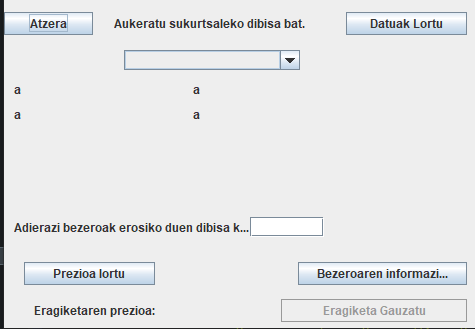 Atzera Aukeratu sukurtsaleko dibisa bat. Datuak Lortu
a a
a a
Adierazi bezeroak erosiko duen dibisa k...
Prezioa lortu Bezeroaren informazi...
Eragiketaren prezioa: Eragiketa Gauzatu